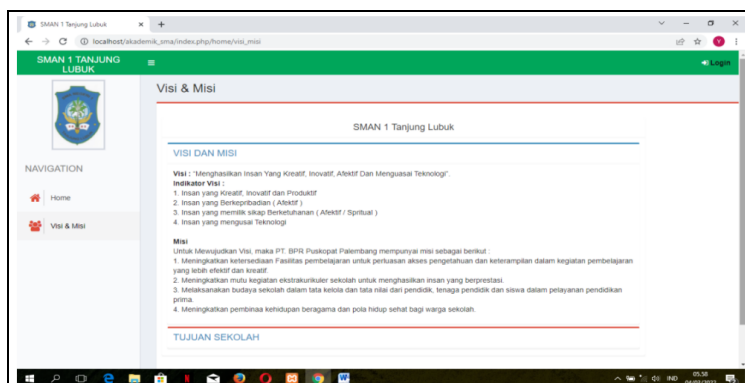 SMAN 1 Tanjung Lubuk
localhost/akademik_sma/index.php/home/visi_misi
SMAN 1 TANJUNG
LUBUK
Login
Visi & Misi
SMAN 1 Tanjung Lubuk
VISI DAN MISI
NAVIGATION
Home
Visi & Misi
Visi : "Menghasilkan Insan Yang Kreatif, Inovatif, Afektif Dan Menguasai Teknologi".
Indikator Visi :
1. Insan yang Kreatif, Inovatif dan Produktif
2. Insan yang Berkepribadian ( Afektif )
3. Insan yang memilik sikap Berketuhanan ( Afektif / Spritual )
4. Insan yang mengusai Teknologi
Misi
Untuk Mewujudkan Visi, maka PT. BPR Puskopat Palembang mempunyai misi sebagai berikut :
1. Meningkatkan ketersediaan Fasilitas pembelajaran untuk perluasan akses pengetahuan dan keterampilan dalam kegiatan pembelajaran
yang lebih efektif dan kreatif.
2. Meningkatkan mutu kegiatan ekstrakurikuler sekolah untuk menghasilkan insan yang berprestasi.
3. Melaksanakan budaya sekolah dalam tata kelola dan tata nilai dari pendidik, tenaga pendidik dan siswa dalam pelayanan pendidikan
prima.
4. Meningkatkan pembinaa kehidupan beragama dan pola hidup sehat bagi warga sekolah.
TUJUAN SEKOLAH
IND
05.58